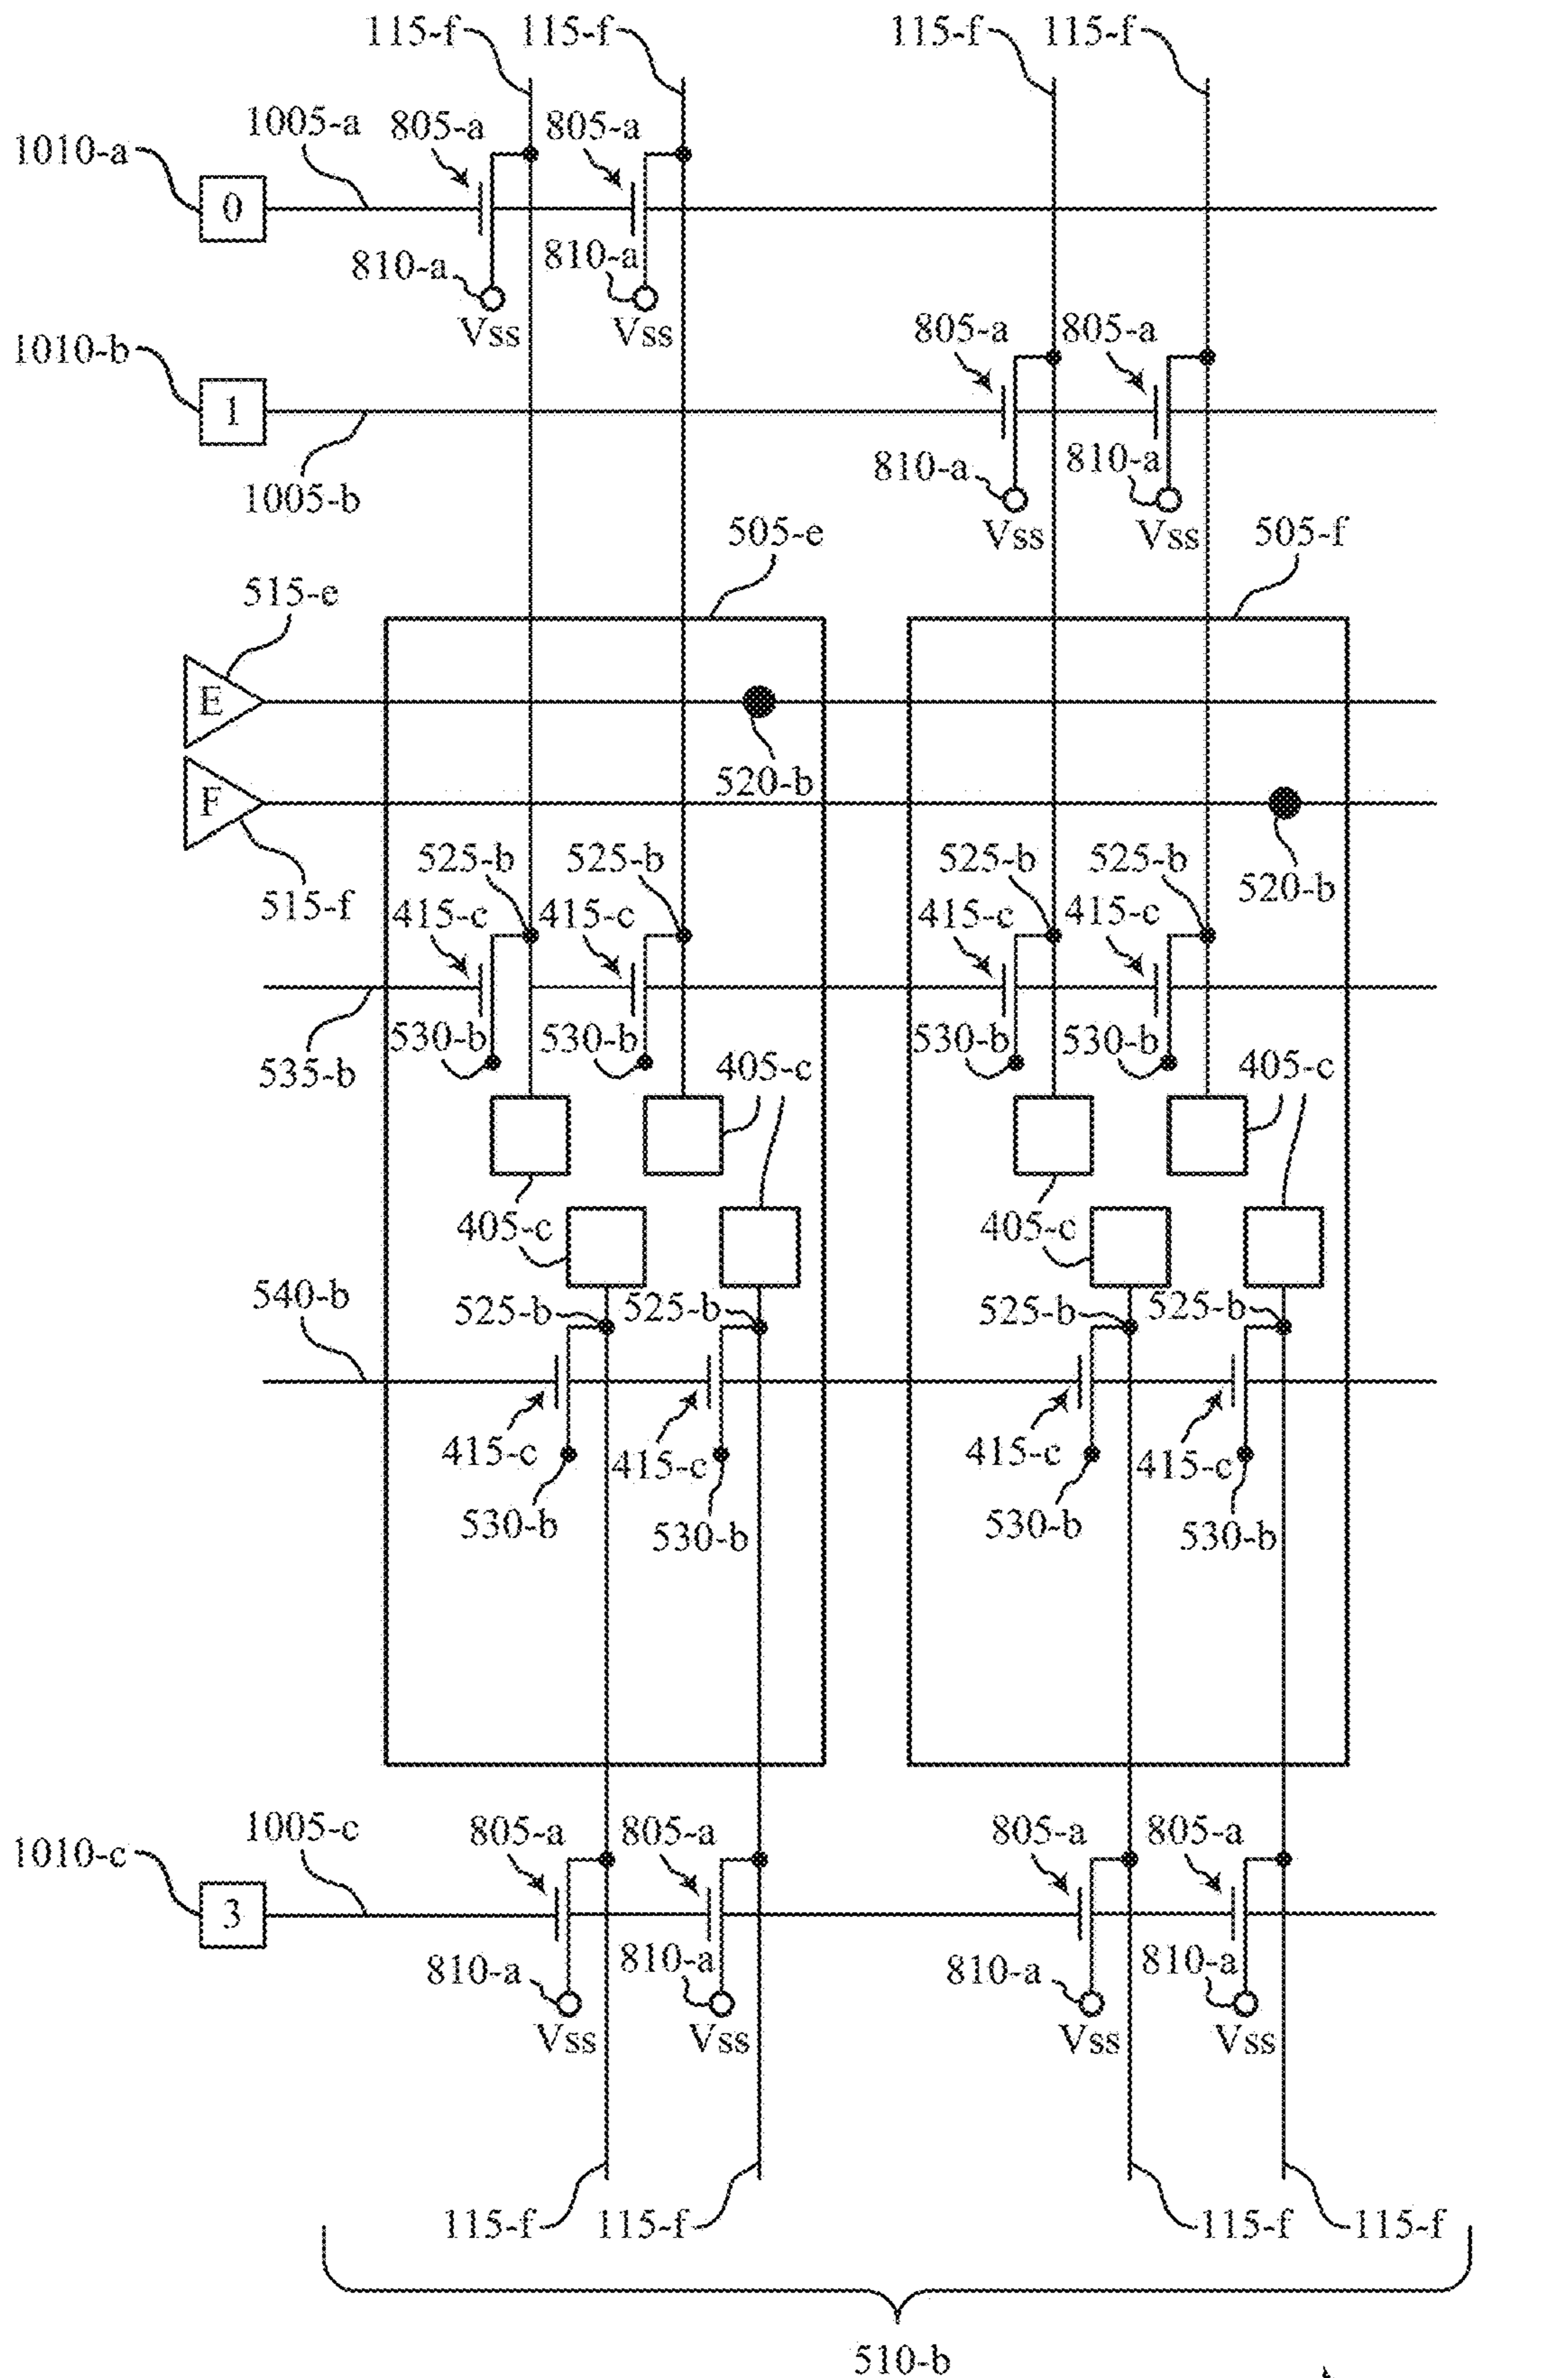 115-f 115-f 115-f 115-f
1005-a 805-a 805-a
1010-a
0
810-a 810-a
Vss Vss
805-a 805-a
1010-b
1
810-a 810-a
1005-b
Vss Vss
505-e 505-f
515-e
E
520-b
F
525-b 525-b 525-b 525-b
520-b
515-f
415-c 415-c 415-c 415-c
530-b 530-b 530-b 530-b
535-b
405-c 405-c
405-c 405-c
540-b
525-b 525-b 525-b 525-b
415-c 415-c 415-c 415-c
530-b 530-b 530-b 530-b
1005-c 805-a 805-a 805-a 805-a
1010-c
3
810-a 810-a 810-a 810-a
Vss Vss Vss Vss
115-f 115-f 115-f 115-f
510-b